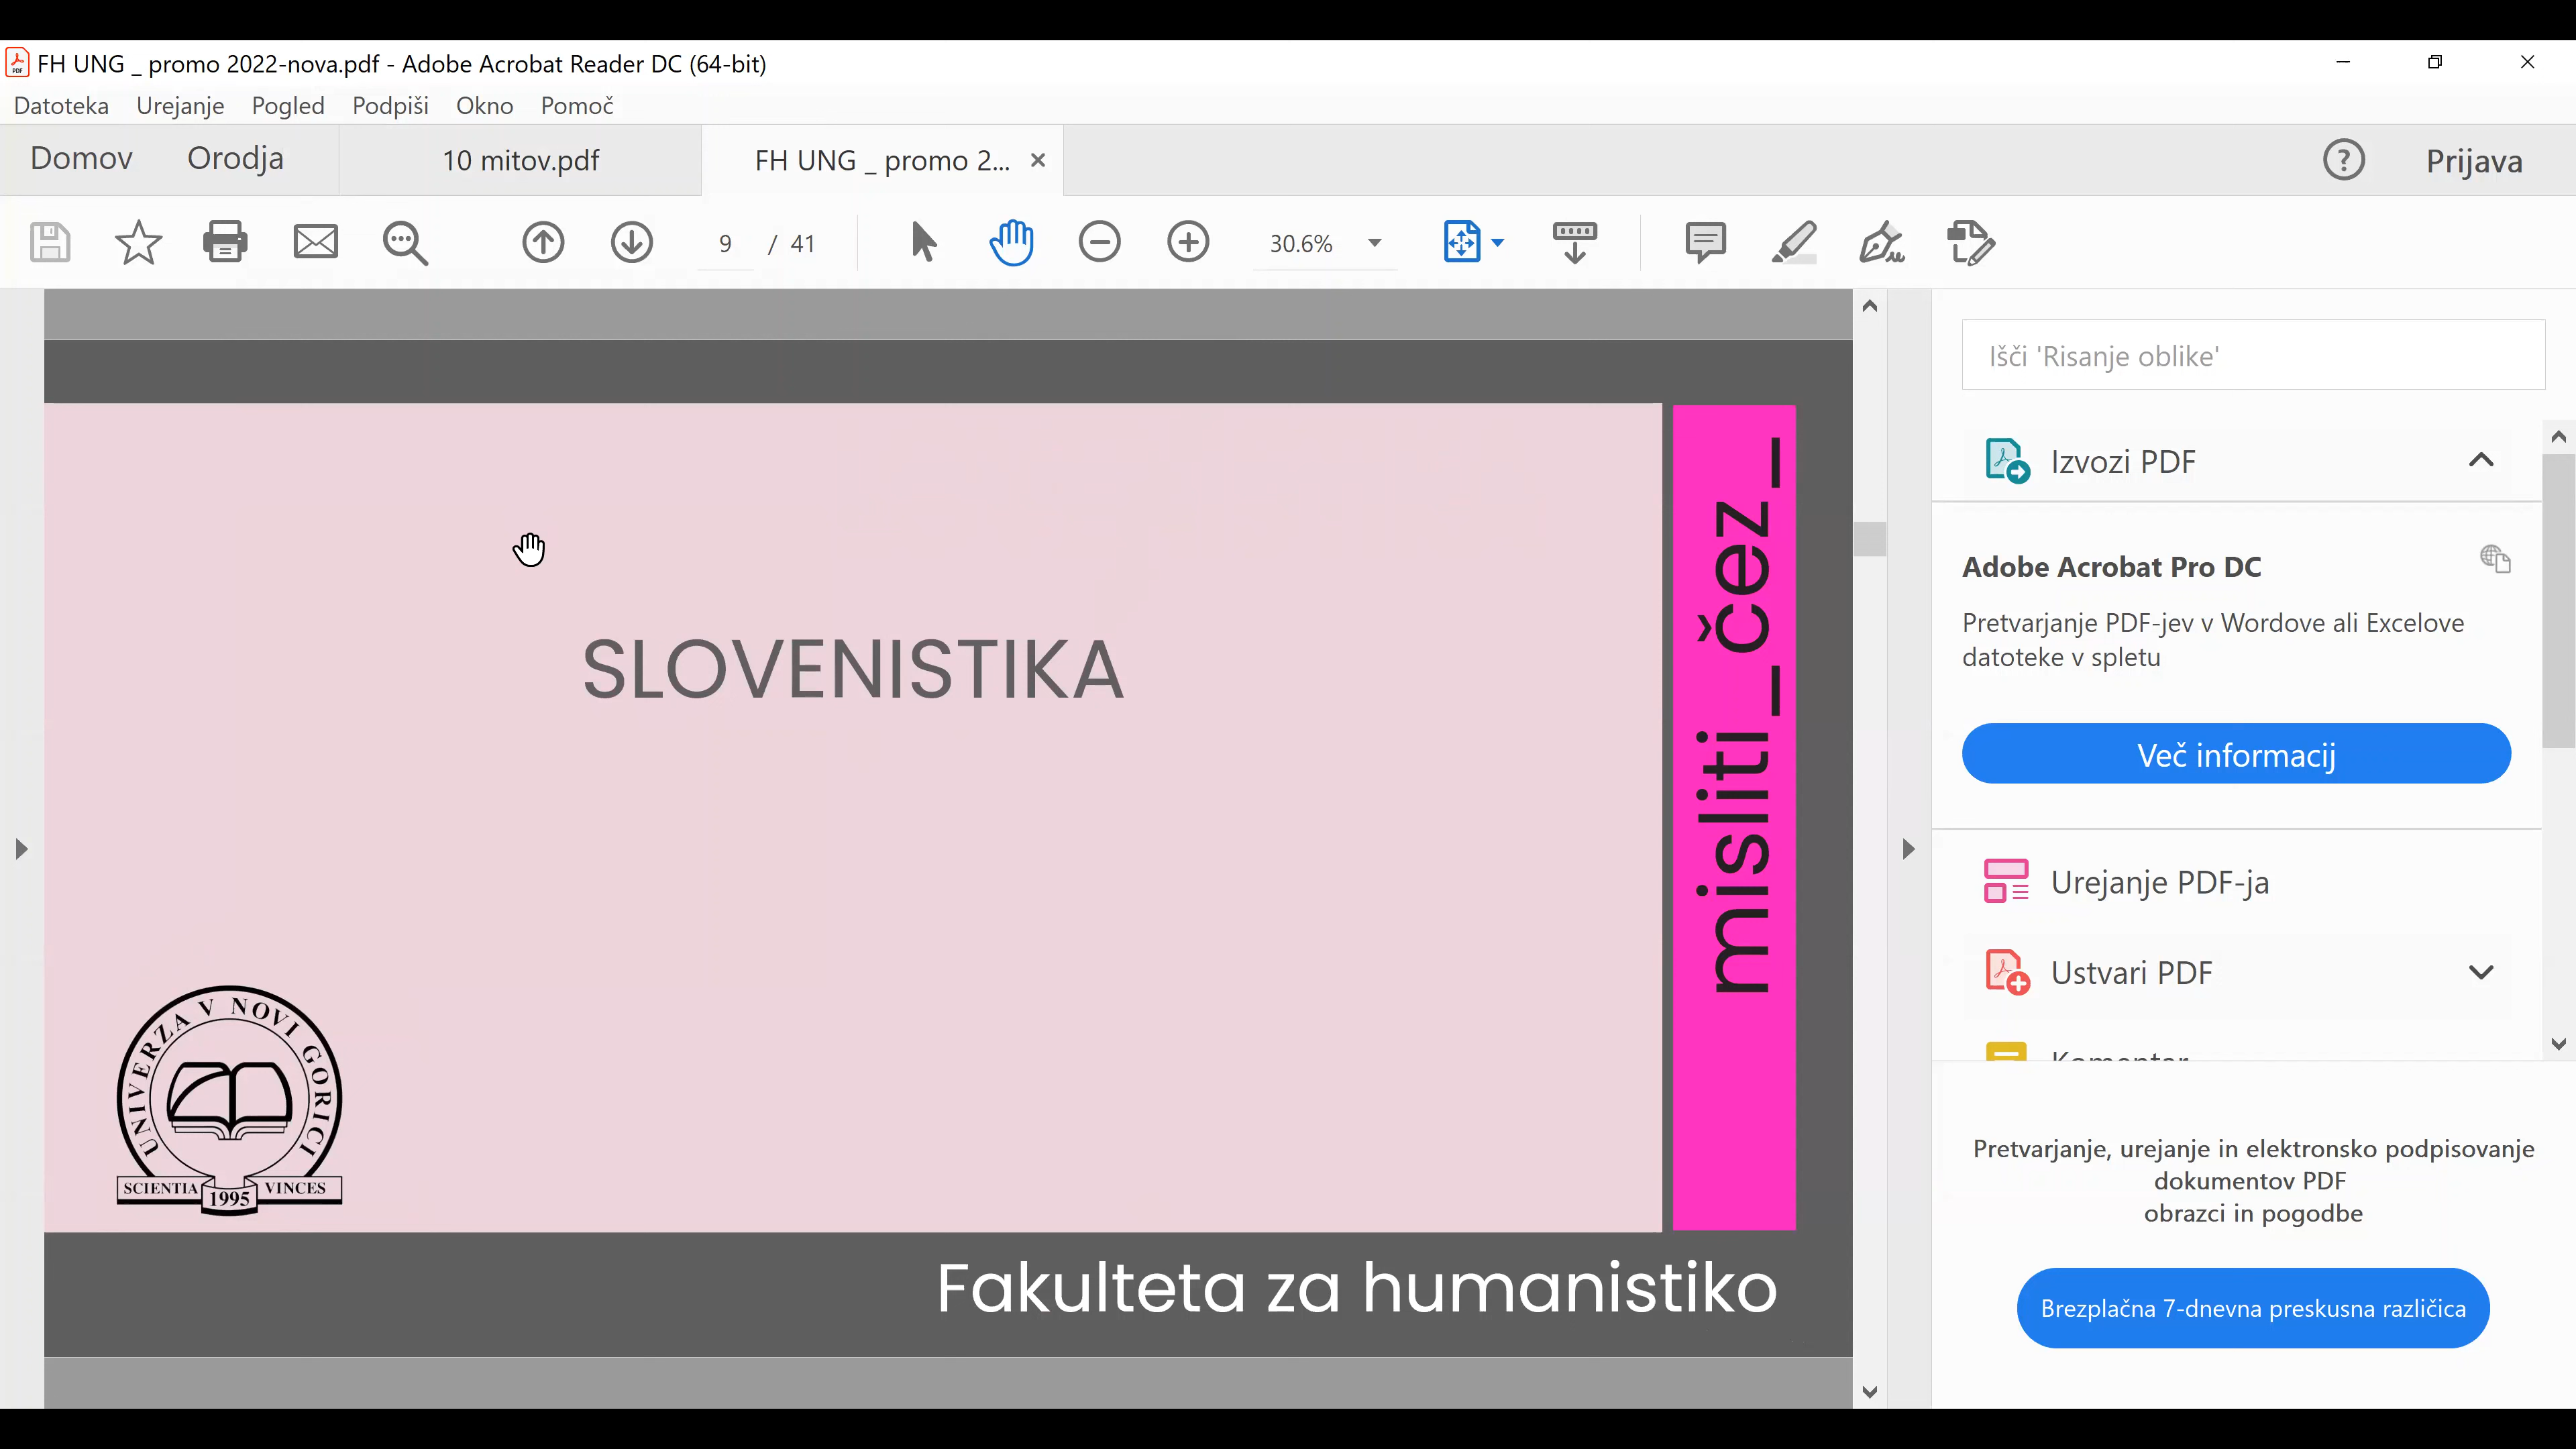 FH UNG _ promo 2022-nova.pdf - Adobe Acrobat Reader DC (64-bit)
Datoteka Urejanje Pogled Podpiši Okno Pomoč
Domov Orodja 10 mitov.pdf FH UNG _ promo 2... Prijava
9 / 41 30.6%
Išči 'Risanje oblike'
Izvozi PDF
Adobe Acrobat Pro DC
Pretvarjanje PDF-jev v Wordove ali Excelove
datoteke v spletu
Več informacij
Urejanje PDF-ja
Ustvari PDF
Komentar
Pretvarjanje, urejanje in elektronsko podpisovanje
dokumentov PDF
obrazci in pogodbe
Brezplačna 7-dnevna preskusna različica
SLOVENISTIKA
misliti_čez_
UNIVERZA V NOVI GORICI
SCIENTIA 1995 VINCES
Fakulteta za humanistiko